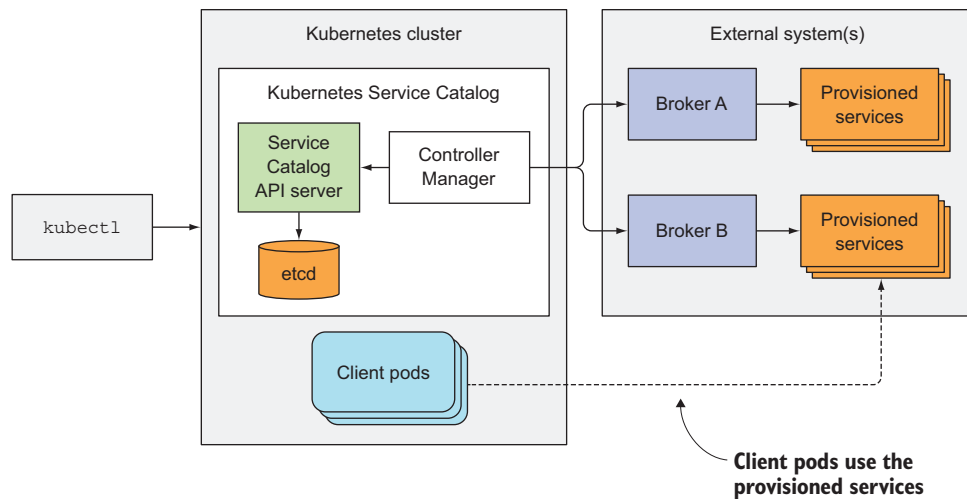 Kubernetes cluster
External system(s)
Kubernetes Service Catalog
Service
Catalog
API server
Controller
Manager
Broker A
Provisioned
services
kubectl
Broker B
Provisioned
services
etcd
Client pods
Client pods use the
provisioned services